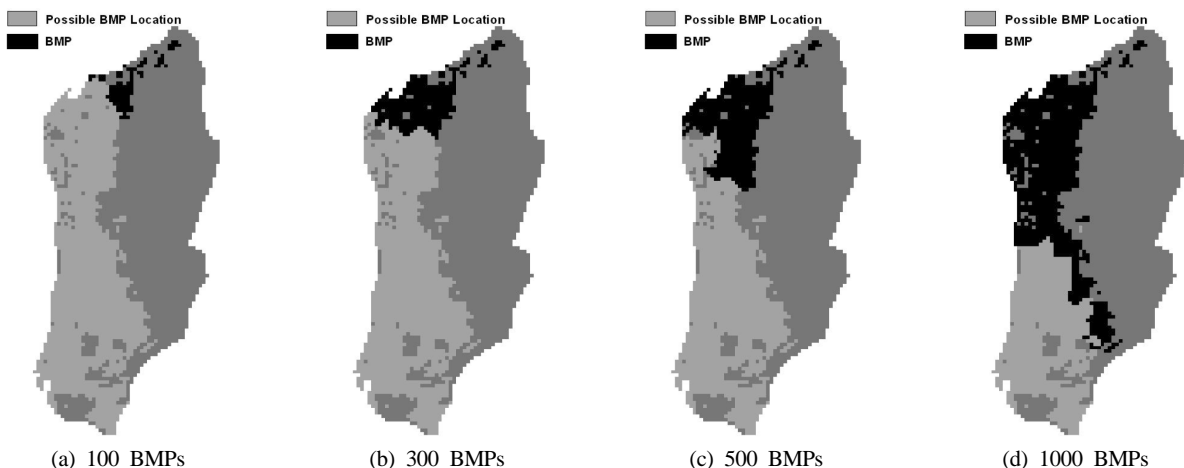 Possible BMP Location
BMP
Possible BMP Location
BMP
Possible BMP Location
BMP
Possible BMP Location
BMP
(a) 100 BMPs
(b) 300 BMPs
(c) 500 BMPs
(d) 1000 BMPs